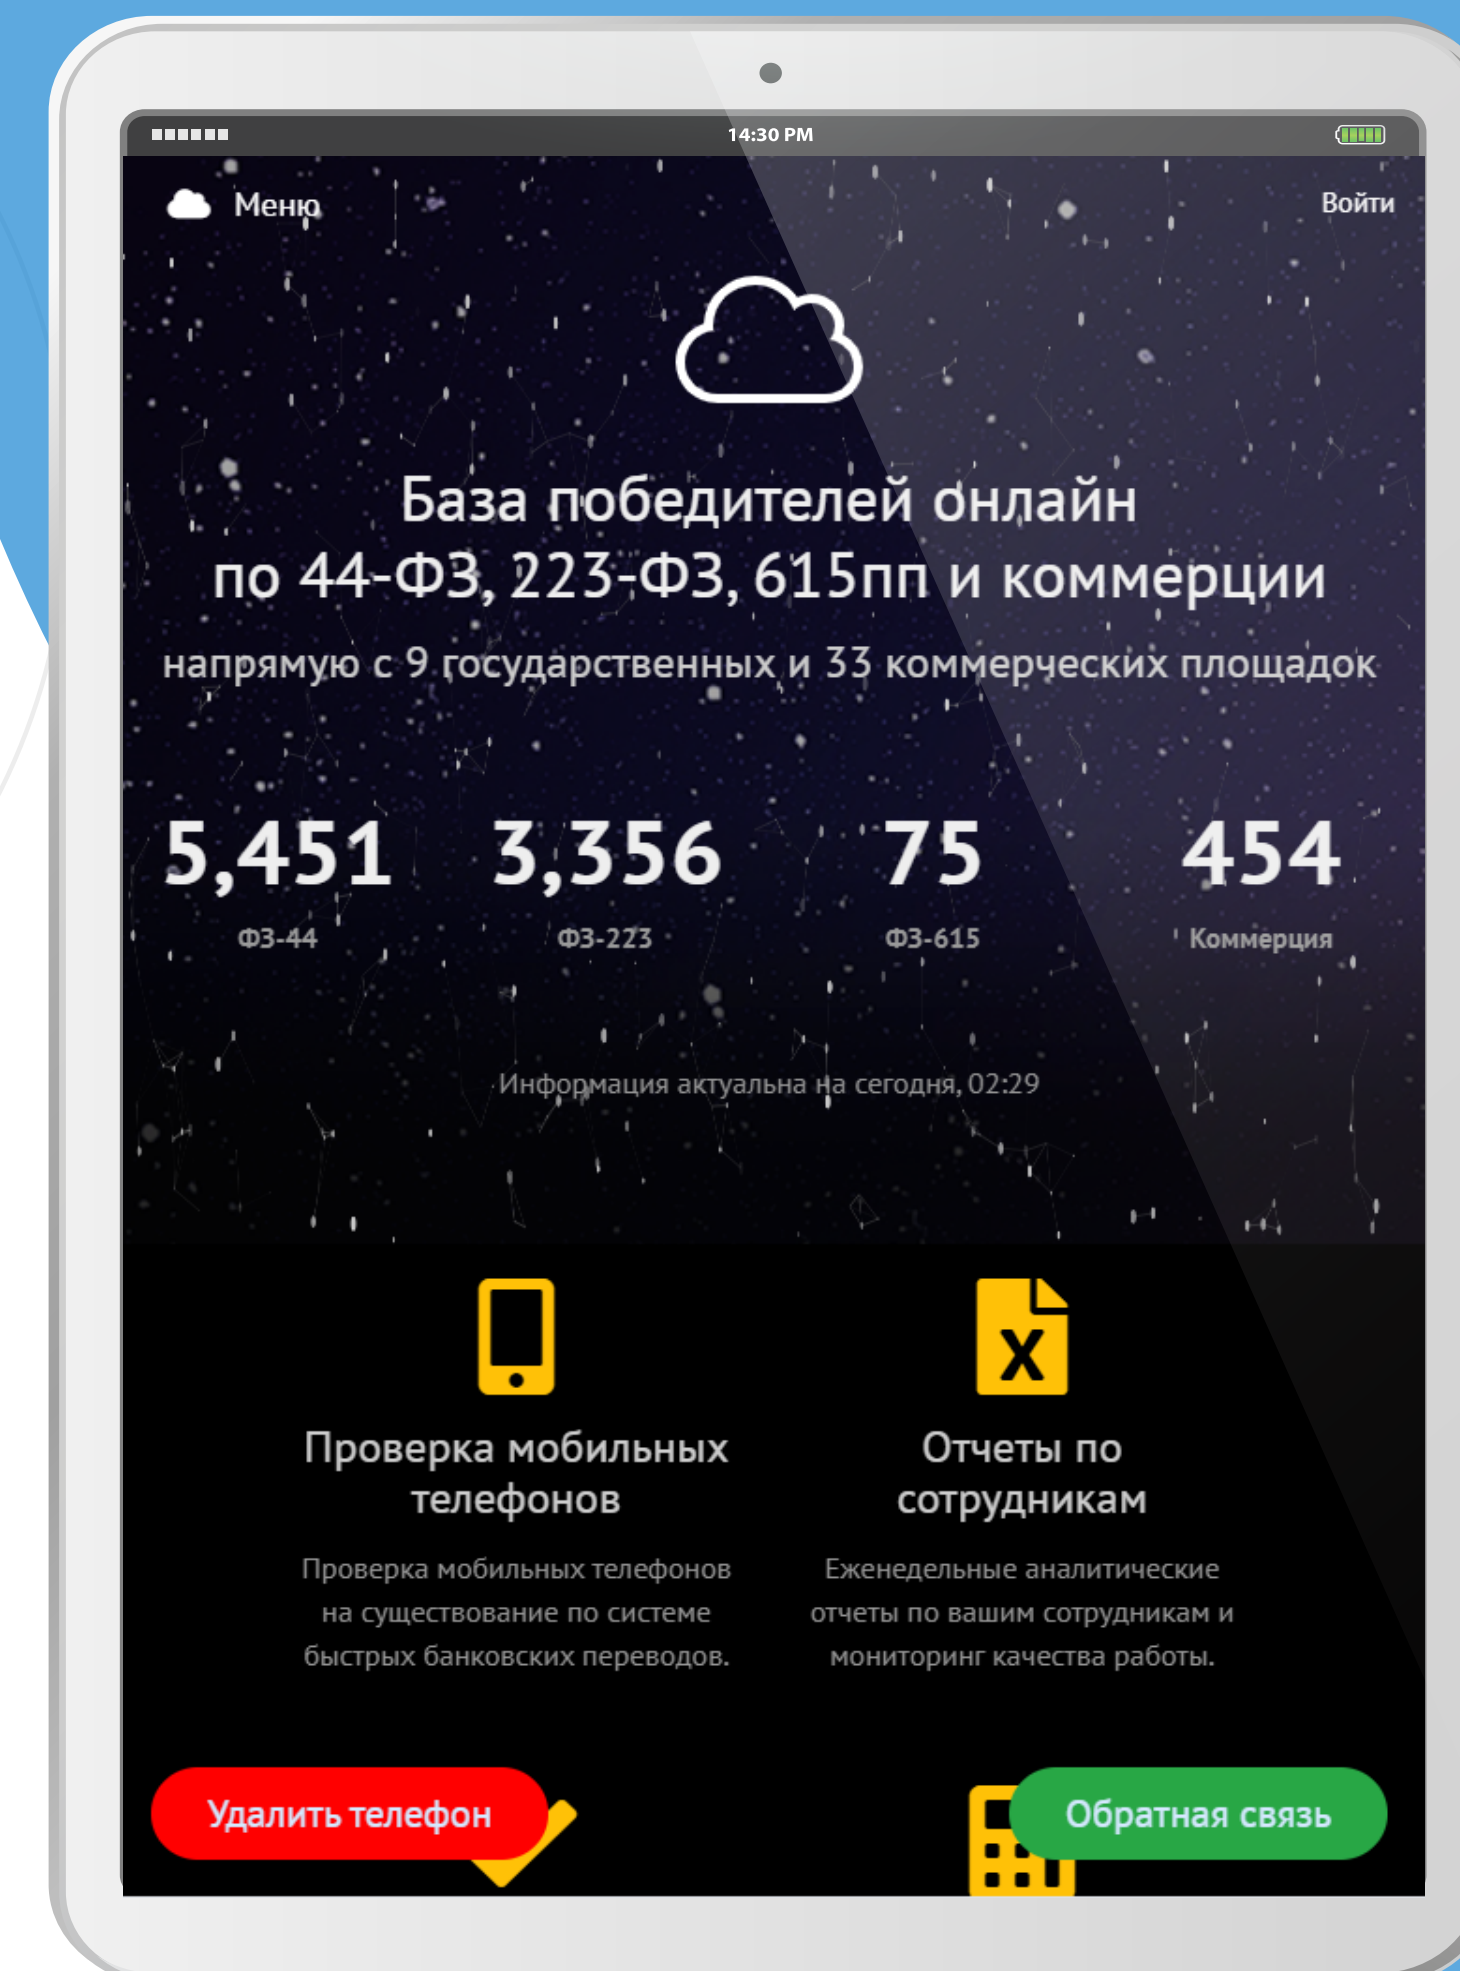 14:30 PM
Меню
Войти
База победителей онлайн
по 44-ФЗ, 223-ФЗ, 615пп и коммерции
напрямую с 9 государственных и 33 коммерческих площадок
5,451
3,356
75
454
ФЗ-44
ФЗ-223
ФЗ-615
Коммерция
Информация актуальна на сегодня, 02:29
Проверка мобильных
телефонов
Проверка мобильных телефонов
на существование по системе
быстрых банковских переводов.
Отчеты по
сотрудникам
Еженедельные аналитические
отчеты по вашим сотрудникам и
мониторинг качества работы.
Удалить телефон
Обратная связь